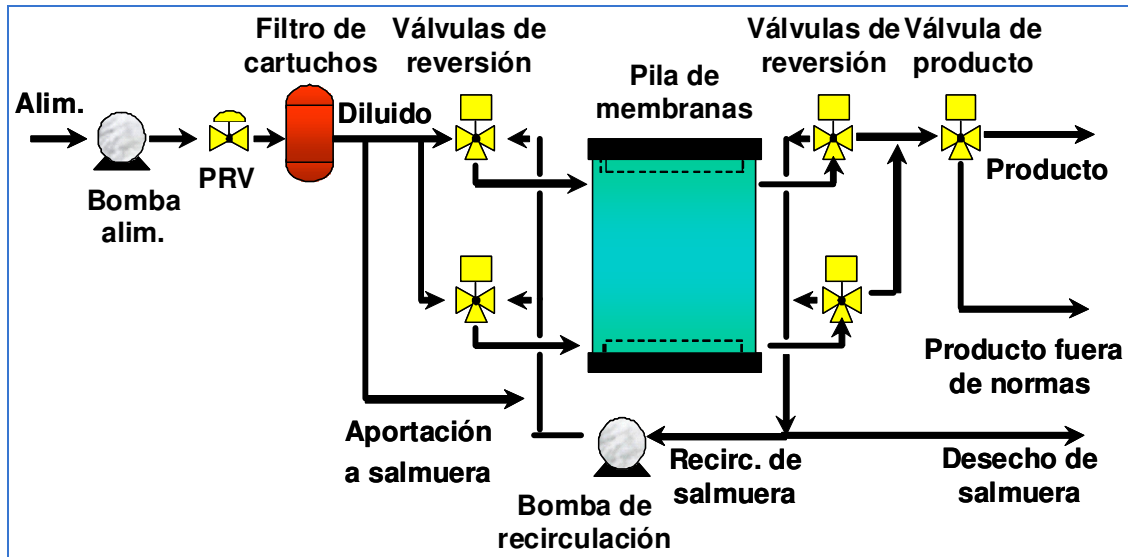 Filtro de
cartuchos
Válvulas de
reversión
Válvulas de
reversión
Válvula de
producto
Pila de
membranas
Alim.
Diluido
PRV
Producto
Bomba
alim.
Producto fuera
de normas
Aportación
a salmuera
Recirc. de
salmuera
Desecho de
salmuera
Bomba de
recirculación